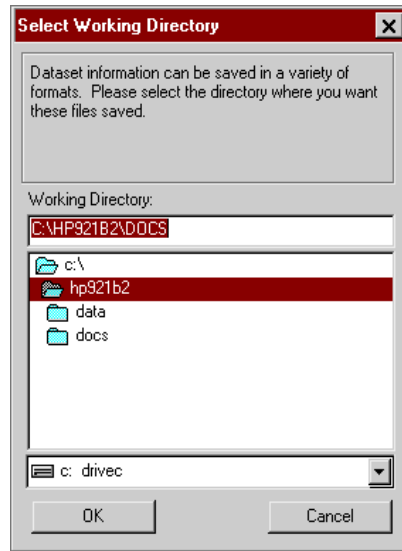 Select Working Directory
Dataset information can be saved in a variety of
formats. Please select the directory where you want
these files saved.
Working Directory:
C:\HP921B2\DOCS
c:\
hp921b2
data
docs
c: drivec
OK
Cancel